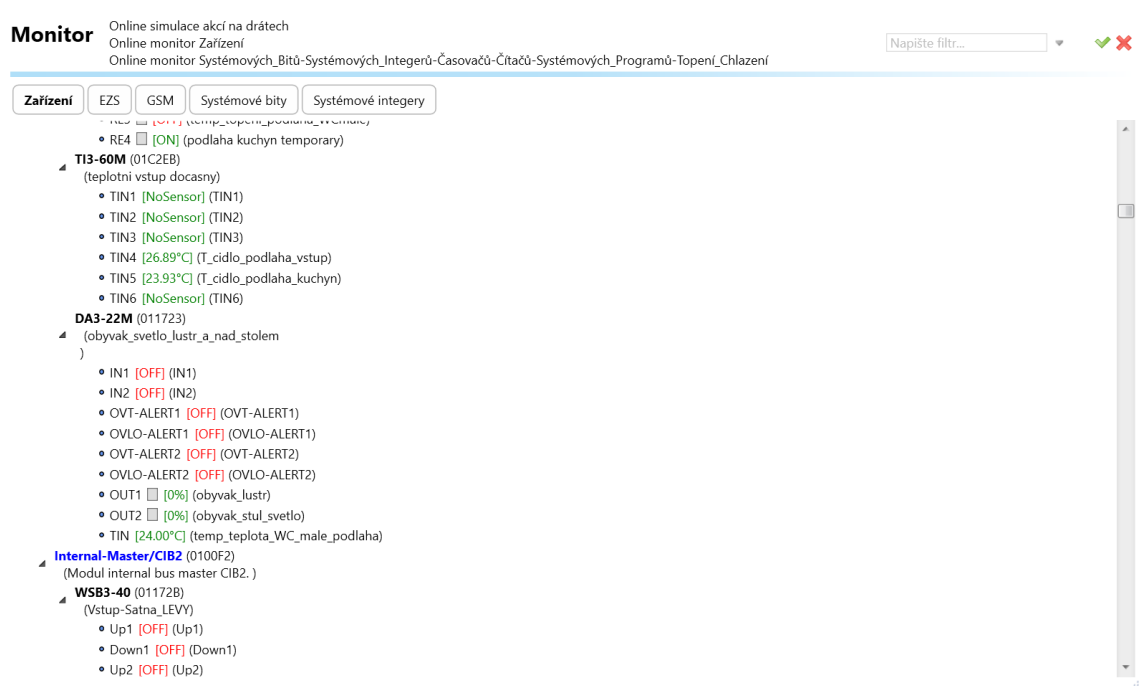 Monitor
Online simulace akcí na drátech
Online monitor Zařízení
Online monitor Systémových_Bitů-Systémových_Integerů-Časovačů-Čítačů-Systémových_Programů-Topení_Chlazení
Napište filtr...
Zařízení EZS GSM Systémové bity Systémové integery
RE3 [OFF] (temp_topeni_podlaha_WCmale)
RE4 [ON] (podlaha kuchyn temporary)
TI3-60M (01C2EB)
(teplotni vstup docasny)
TIN1 [NoSensor] (TIN1)
TIN2 [NoSensor] (TIN2)
TIN3 [NoSensor] (TIN3)
TIN4 [26.89°C] (T_cidlo_podlaha_vstup)
TIN5 [23.93°C] (T_cidlo_podlaha_kuchyn)
TIN6 [NoSensor] (TIN6)
DA3-22M (011723)
(obyvak_svetlo_lustr_a_nad_stolem
)
IN1 [OFF] (IN1)
IN2 [OFF] (IN2)
OVT-ALERT1 [OFF] (OVT-ALERT1)
OVLO-ALERT1 [OFF] (OVLO-ALERT1)
OVT-ALERT2 [OFF] (OVT-ALERT2)
OVLO-ALERT2 [OFF] (OVLO-ALERT2)
OUT1 [0%] (obyvak_lustr)
OUT2 [0%] (obyvak_stul_svetlo)
TIN [24.00°C] (temp_teplota_WC_male_podlaha)
Internal-Master/CIB2 (0100F2)
(Modul internal bus master CIB2. )
WSB3-40 (01172B)
(Vstup-Satna_LEVY)
Up1 [OFF] (Up1)
Down1 [OFF] (Down1)
Up2 [OFF] (Up2)